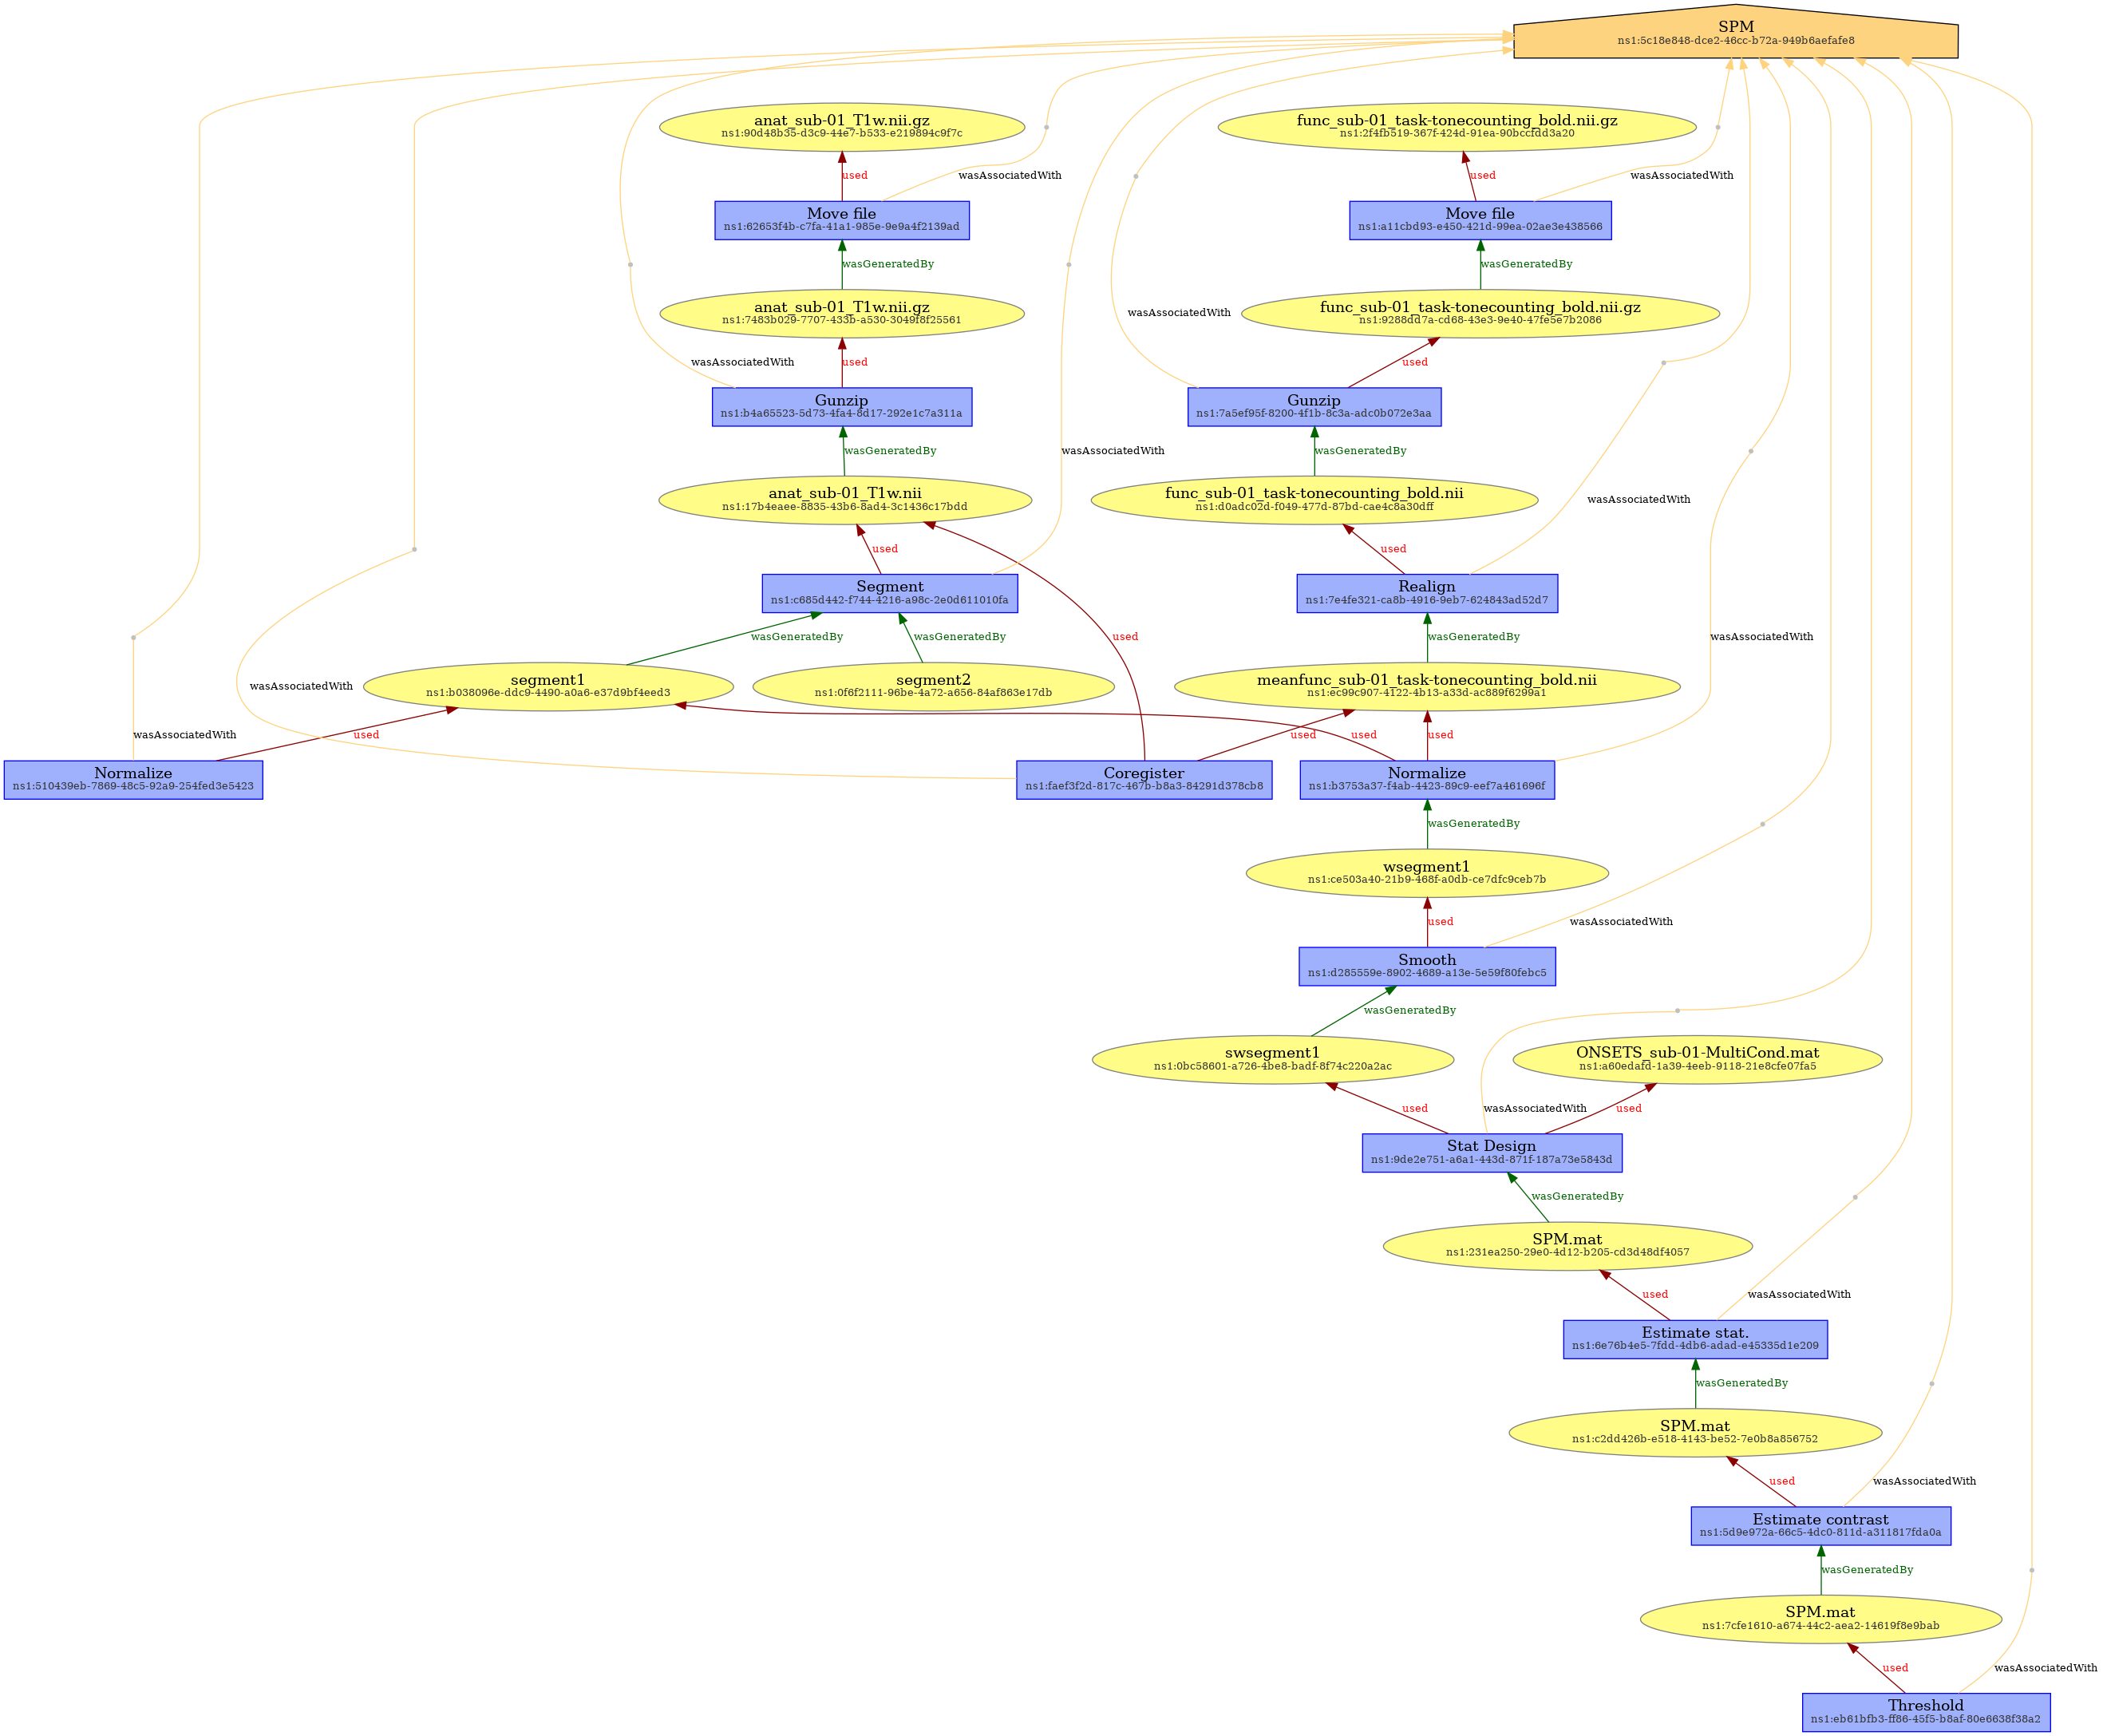 SPM
ns1:5c18e848-dce2-46cc-b72a-949b6aefafe8
anat_sub-01_T1w.nii.gz
ns1:90d48b35-d3c9-44e7-b533-e219894c9f7c
func_sub-01_task-tonecounting_bold.nii.gz
ns1:2f4fb519-367f-424d-91ea-90bccfdd3a20
used
wasAssociatedWith
used
wasAssociatedWith
Move file
ns1:62653f4b-c7fa-41a1-985e-9e9a4f2139ad
Move file
ns1:a11cbd93-e450-421d-99ea-02ae3e438566
wasGeneratedBy
wasGeneratedBy
anat_sub-01_T1w.nii.gz
ns1:7483b029-7707-433b-a530-3049f8f25561
func_sub-01_task-tonecounting_bold.nii.gz
ns1:9288dd7a-cd68-43e3-9e40-47fe5e7b2086
wasAssociatedWith
used
wasAssociatedWith
used
Gunzip
ns1:b4a65523-5d73-4fa4-8d17-292e1c7a311a
Gunzip
ns1:7a5ef95f-8200-4f1b-8c3a-adc0b072e3aa
wasGeneratedBy
wasAssociatedWith
wasGeneratedBy
anat_sub-01_T1w.nii
ns1:17b4eaee-8835-43b6-8ad4-3c1436c17bdd
func_sub-01_task-tonecounting_bold.nii
ns1:d0adc02d-f049-477d-87bd-cae4c8a30dff
wasAssociatedWith
used
used
Segment
ns1:c685d442-f744-4216-a98c-2e0d611010fa
Realign
ns1:7e4fe321-ca8b-4916-9eb7-624843ad52d7
wasGeneratedBy
wasGeneratedBy
used
wasGeneratedBy
wasAssociatedWith
wasAssociatedWith
segment1
ns1:b038096e-ddc9-4490-a0a6-e37d9bf4eed3
segment2
ns1:0f6f2111-96be-4a72-a656-84af863e17db
meanfunc_sub-01_task-tonecounting_bold.nii
ns1:ec99c907-4122-4b13-a33d-ac889f6299a1
wasAssociatedWith
used
used
used
used
Normalize
ns1:510439eb-7869-48c5-92a9-254fed3e5423
Coregister
ns1:faef3f2d-817c-467b-b8a3-84291d378cb8
Normalize
ns1:b3753a37-f4ab-4423-89c9-eef7a461696f
wasGeneratedBy
wsegment1
ns1:ce503a40-21b9-468f-a0db-ce7dfc9ceb7b
used
wasAssociatedWith
Smooth
ns1:d285559e-8902-4689-a13e-5e59f80febc5
wasGeneratedBy
swsegment1
ns1:0bc58601-a726-4be8-badf-8f74c220a2ac
ONSETS_sub-01-MultiCond.mat
ns1:a60edafd-1a39-4eeb-9118-21e8cfe07fa5
used
wasAssociatedWith
used
Stat Design
ns1:9de2e751-a6a1-443d-871f-187a73e5843d
wasGeneratedBy
SPM.mat
ns1:231ea250-29e0-4d12-b205-cd3d48df4057
used
wasAssociatedWith
Estimate stat.
ns1:6e76b4e5-7fdd-4db6-adad-e45335d1e209
wasGeneratedBy
SPM.mat
ns1:c2dd426b-e518-4143-be52-7e0b8a856752
used
wasAssociatedWith
Estimate contrast
ns1:5d9e972a-66c5-4dc0-811d-a311817fda0a
wasGeneratedBy
SPM.mat
ns1:7cfe1610-a674-44c2-aea2-14619f8e9bab
used
wasAssociatedWith
Threshold
ns1:eb61bfb3-ff86-45f5-b8af-80e6638f38a2